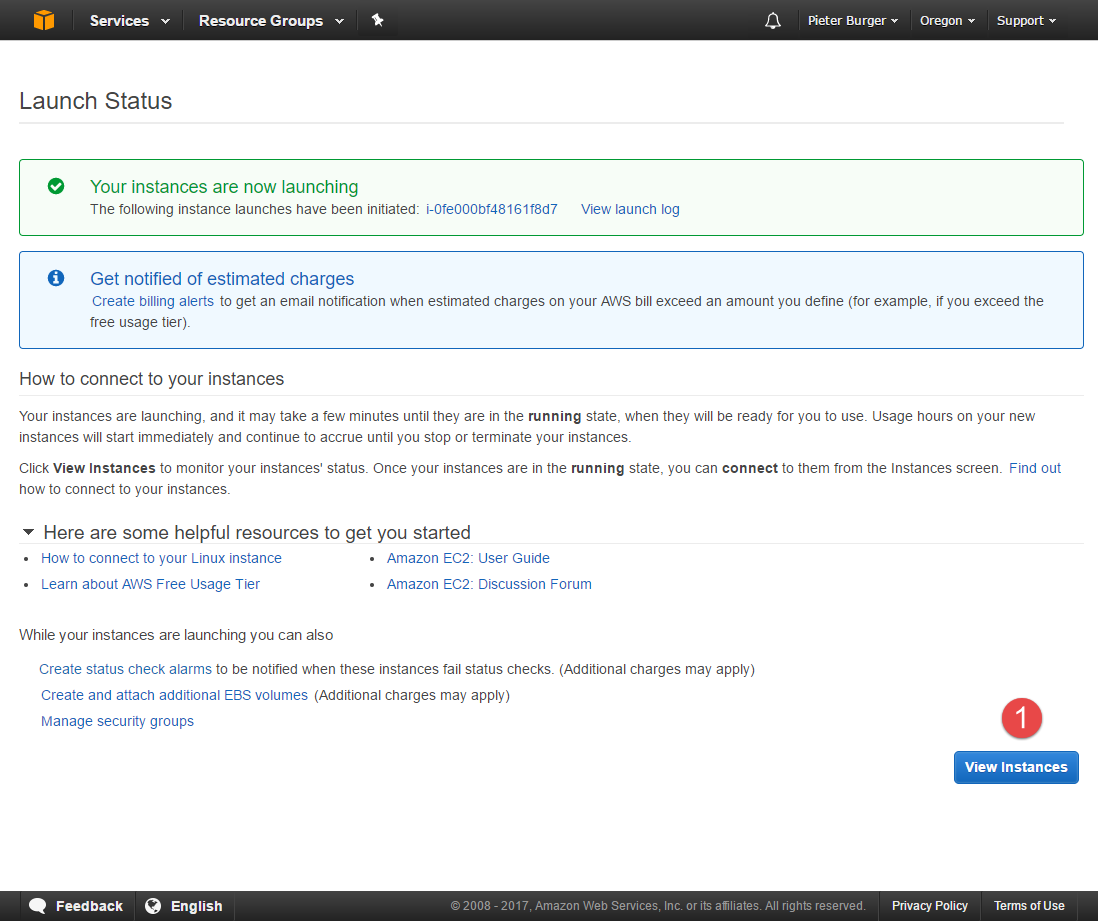 Services Resource Groups Pieter Burger Oregon Support
Launch Status
Your instances are now launching
The following instance launches have been initiated: i-0fe000bf48161f8d7 View launch log
Get notified of estimated charges
Create billing alerts to get an email notification when estimated charges on your AWS bill exceed an amount you define (for example, if you exceed the
free usage tier).
How to connect to your instances
Your instances are launching, and it may take a few minutes until they are in the running state, when they will be ready for you to use. Usage hours on your new
instances will start immediately and continue to accrue until you stop or terminate your instances.
Click View Instances to monitor your instances' status. Once your instances are in the running state, you can connect to them from the Instances screen. Find out
how to connect to your instances.
Here are some helpful resources to get you started
• How to connect to your Linux instance • Amazon EC2: User Guide
• Learn about AWS Free Usage Tier • Amazon EC2: Discussion Forum
While your instances are launching you can also
Create status check alarms to be notified when these instances fail status checks. (Additional charges may apply)
Create and attach additional EBS volumes (Additional charges may apply)
Manage security groups
1
View Instances
Feedback English © 2008 - 2017, Amazon Web Services, Inc. or its affiliates. All rights reserved. Privacy Policy Terms of Use